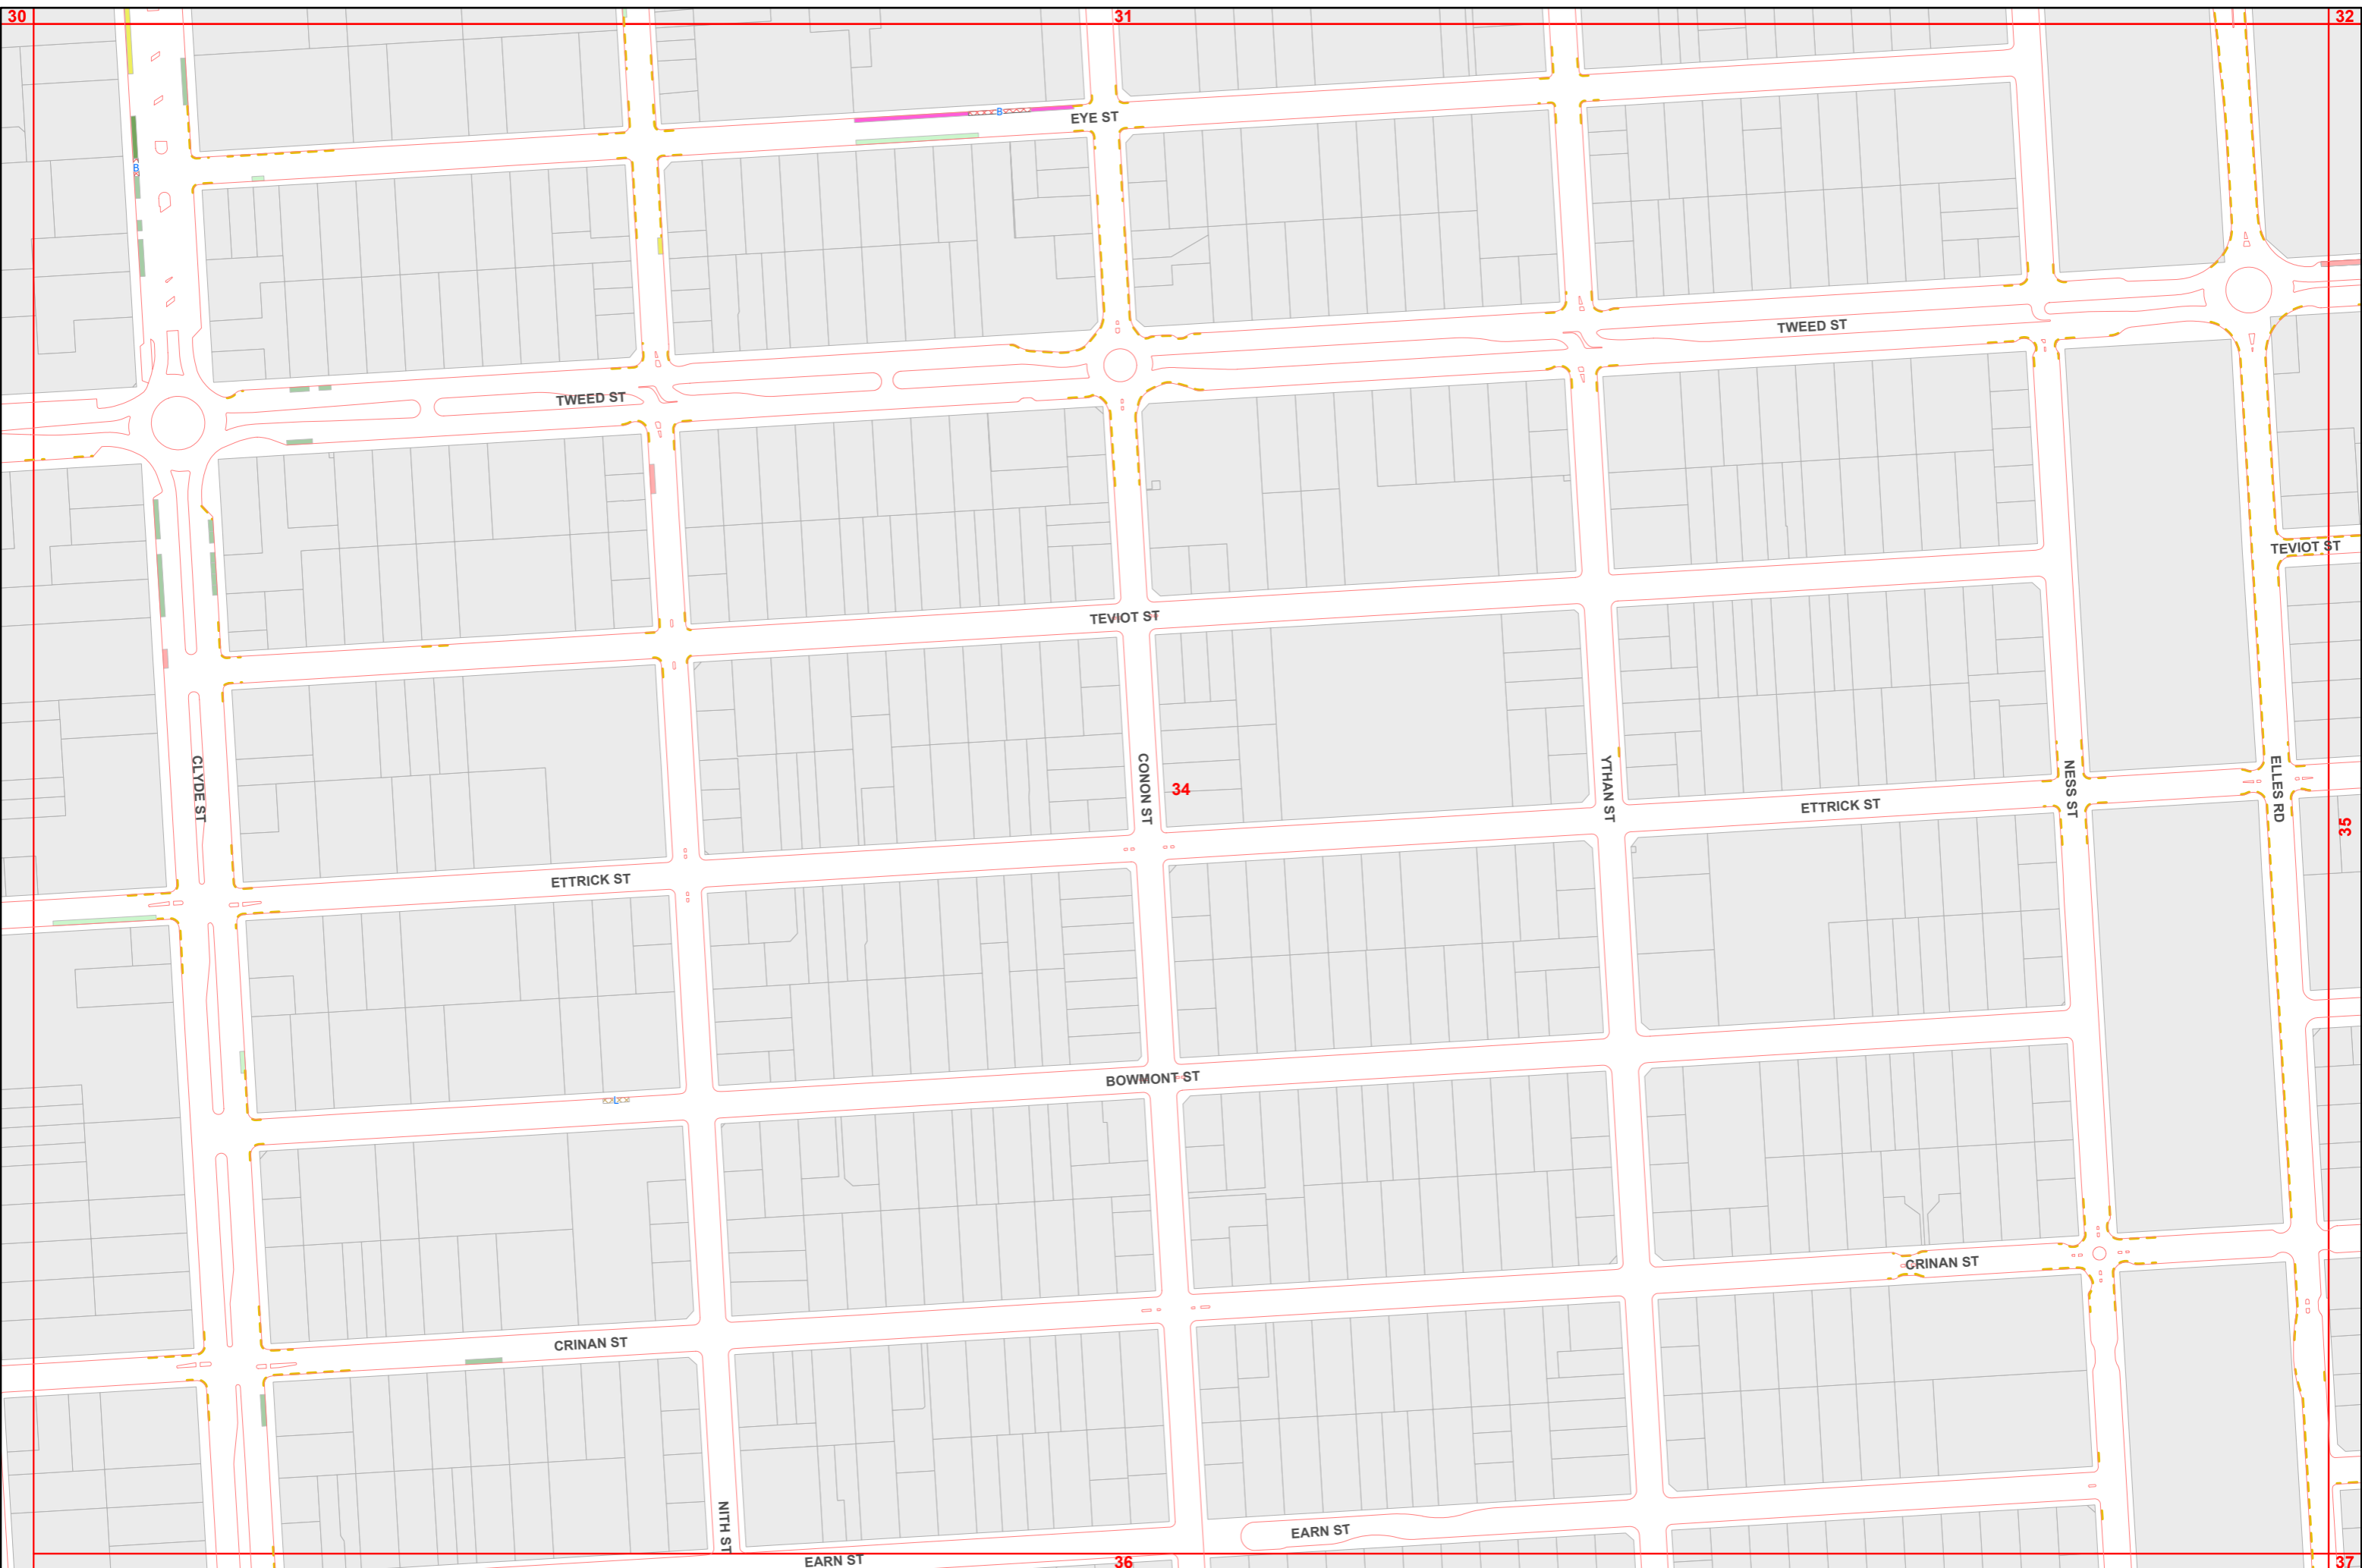 30
31
32
B
EYE ST
B
TWEED ST
TWEED ST
TEVIOT ST
TEVIOT ST
CLYDE ST
CONON ST
34
YTHAN ST
NESS ST
ELLES RD
ETTRICK ST
35
ETTRICK ST
BOWMONT ST
L
CRINAN ST
CRINAN ST
NITH ST
EARN ST
EARN ST
36
37